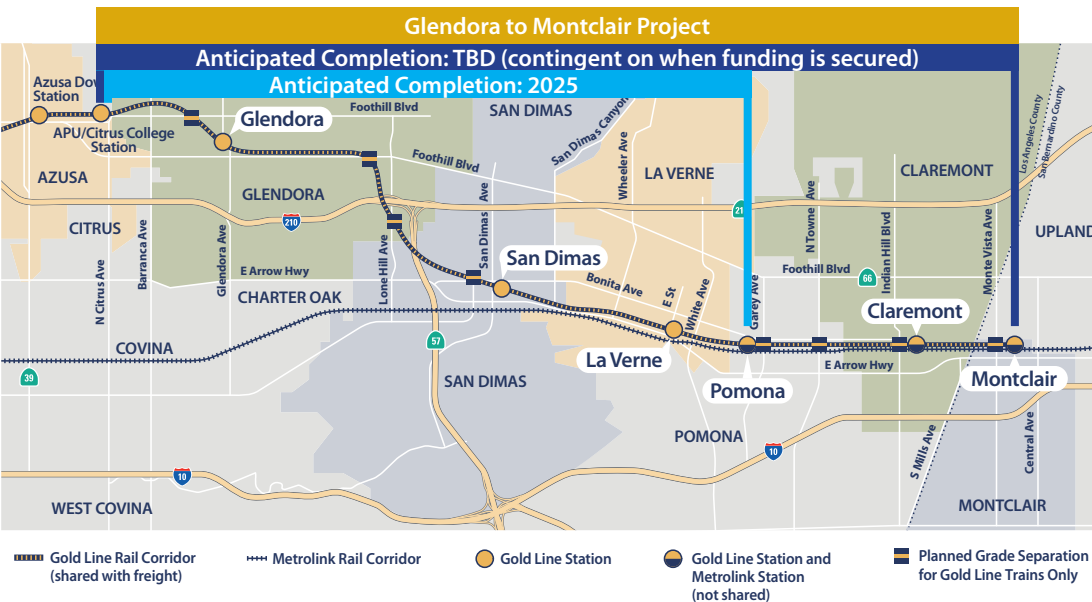 Glendora to Montclair Project
Anticipated Completion: TBD (contingent on when funding is secured)
Anticipated Completion: 2025
Azusa Dow
Station
APU/Citrus College
Station
Glendora
Foothill Blvd
SAN DIMAS
San Dimas Canyon
Wheeler Ave
LA VERNE
CLAREMONT
Los Angeles County
San Bernardino County
AZUSA
GLENDORA
Foothill Blvd
210
21
CITRUS
UPLAND
N Citrus Ave
Barranca Ave
Glendora Ave
Lone Hill Ave
San Dimas Ave
San Dimas
E Arrow Hwy
CHARTER OAK
Bonita Ave
E St
White Ave
Garey Ave
N Towne Ave
Foothill Blvd
66
Indian Hill Blvd
Monte Vista Ave
Claremont
COVINA
39
57
La Verne
Pomona
E Arrow Hwy
Montclair
SAN DIMAS
POMONA
10
S Mills Ave
Central Ave
10
WEST COVINA
MONTCLAIR
Gold Line Rail Corridor
(shared with freight)
Metrolink Rail Corridor
Gold Line Station
Gold Line Station and
Metrolink Station
(not shared)
Planned Grade Separation
for Gold Line Trains Only